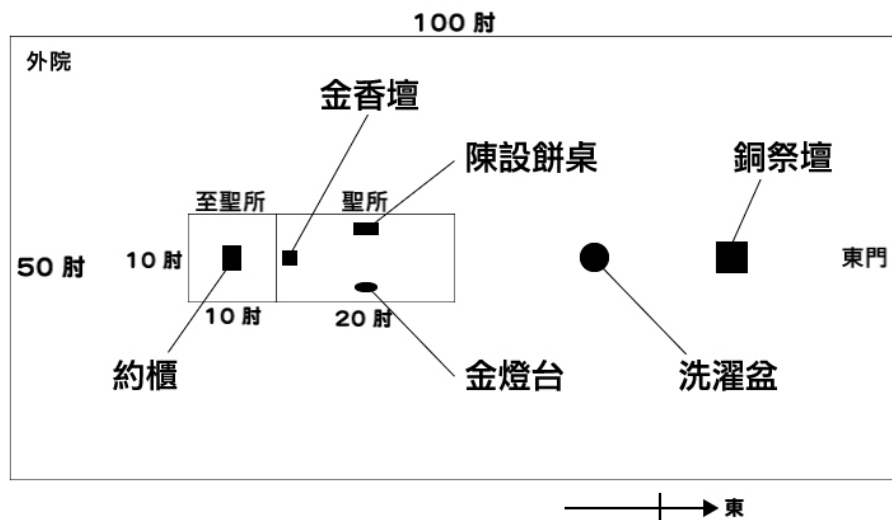 100 肘
外院
金香壇
陳設餅桌
銅祭壇
至聖所
聖所
50 肘
10 肘
東門
10 肘
20 肘
約櫃
金燈台
洗濯盆
東